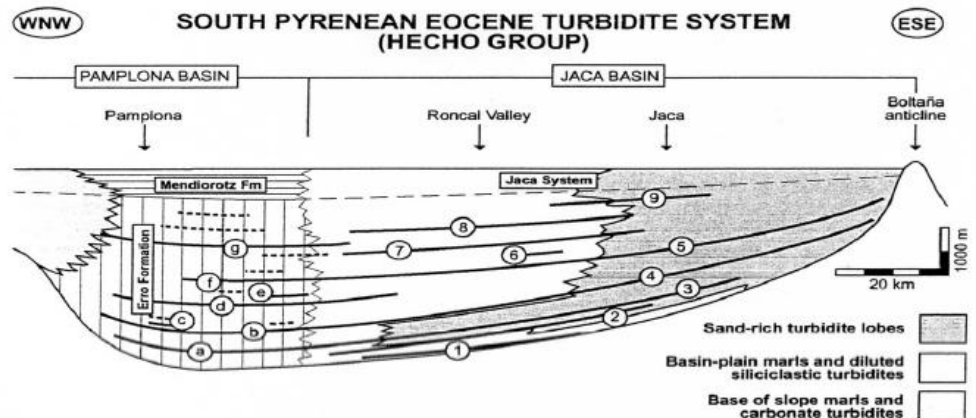 WNW
SOUTH PYRENEAN EOCENE TURBIDITE SYSTEM
(HECHO GROUP)
ESE
PAMPLONA BASIN
JACA BASIN
Pamplona
Roncal Valley
Jaca
Boltaña
anticline
Mendiorotz Fm
Jaca System
Erro Formation
9
8
g
7
6
5
f
e
4
d
3
c
b
2
a
1
1000 m
20 km
Sand-rich turbidite lobes
Basin-plain marls and diluted
siliciclastic turbidites
Base of slope marls and
carbonate turbidites